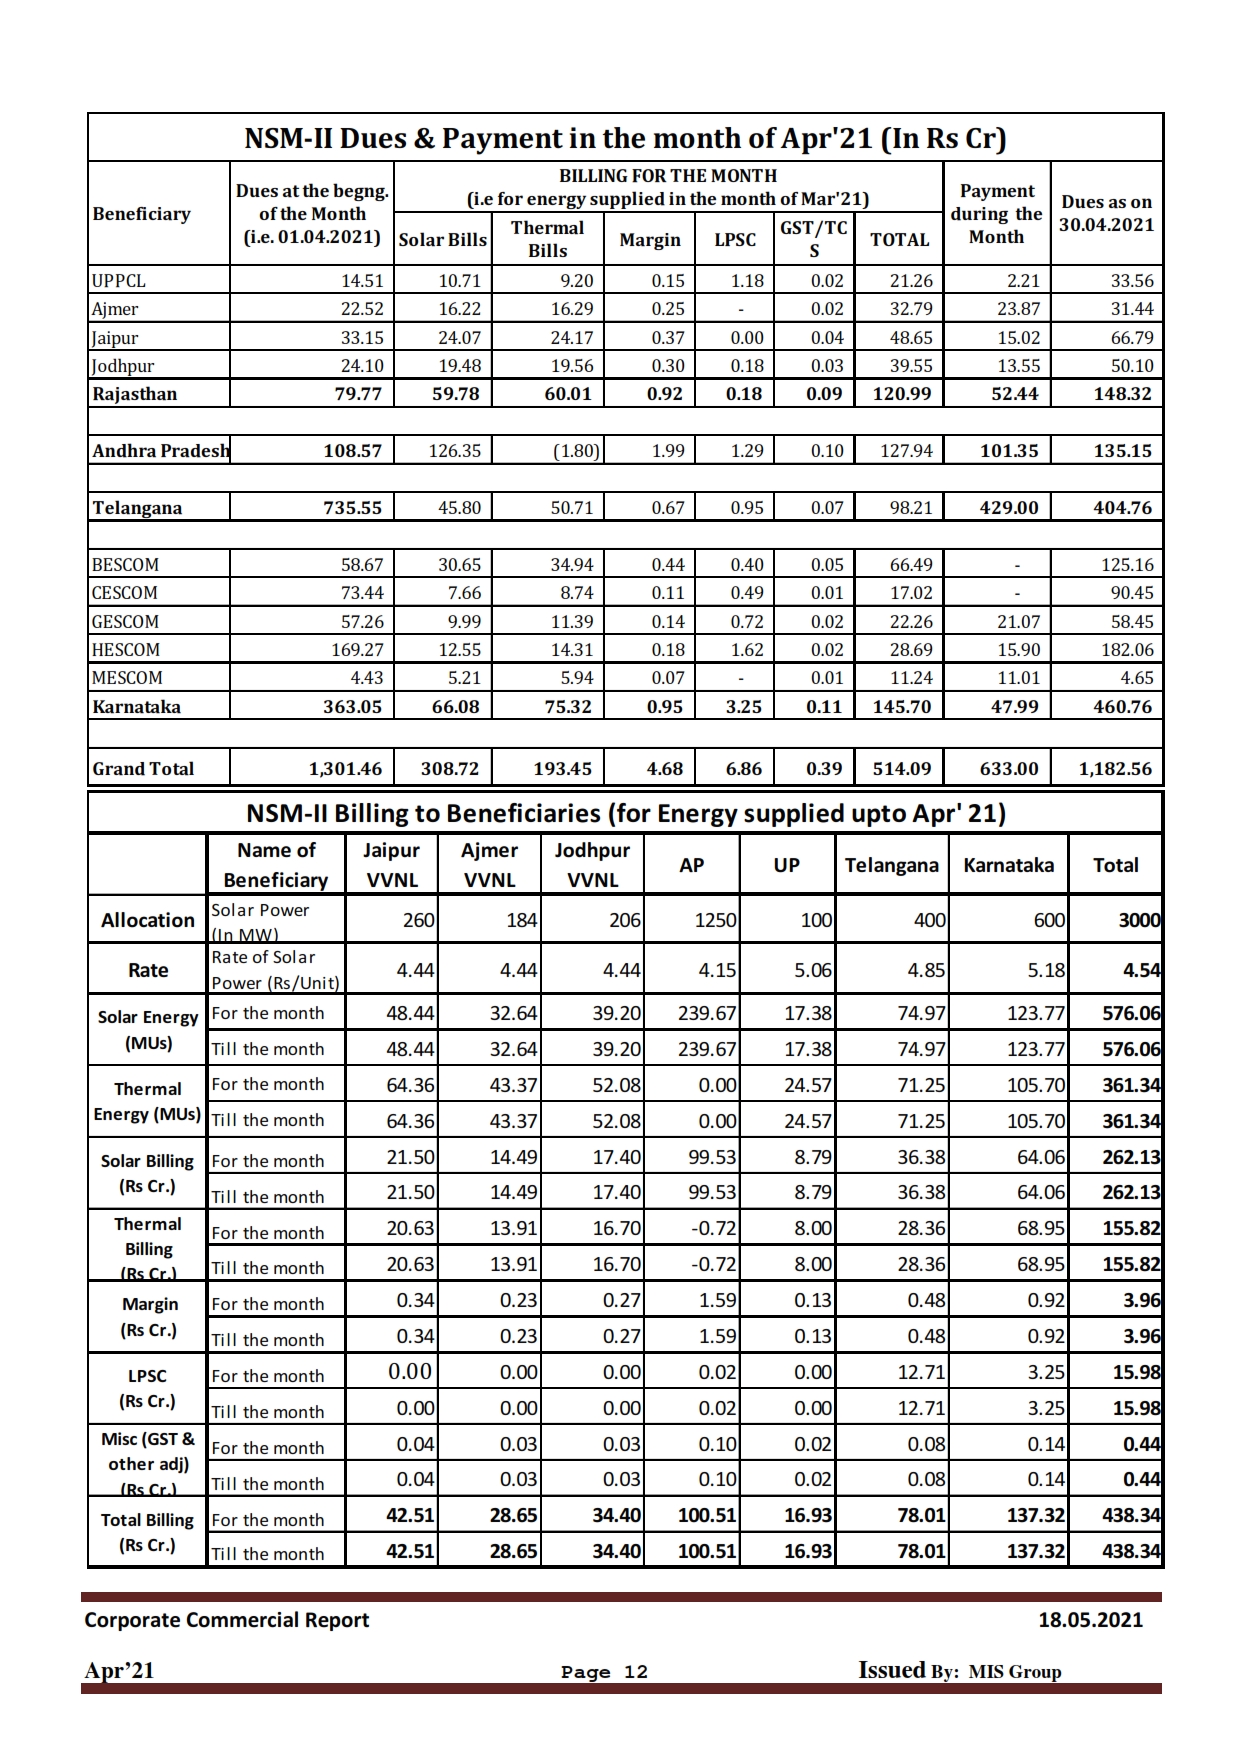 NSM-II Dues & Payment in the month of Apr'21 (In Rs Cr)
Beneficiary Dues at the begng. of the Month (i.e. 01.04.2021) BILLING FOR THE MONTH (i.e for energy supplied in the month of Mar'21) Payment during the Month Dues as on 30.04.2021
Solar Bills Thermal Bills Margin LPSC GST/TC S TOTAL
UPPCL 14.51 10.71 9.20 0.15 1.18 0.02 21.26 2.21 33.56
Ajmer 22.52 16.22 16.29 0.25 - 0.02 32.79 23.87 31.44
Jaipur 33.15 24.07 24.17 0.37 0.00 0.04 48.65 15.02 66.79
Jodhpur 24.10 19.48 19.56 0.30 0.18 0.03 39.55 13.55 50.10
Rajasthan 79.77 59.78 60.01 0.92 0.18 0.09 120.99 52.44 148.32
Andhra Pradesh 108.57 126.35 (1.80) 1.99 1.29 0.10 127.94 101.35 135.15
Telangana 735.55 45.80 50.71 0.67 0.95 0.07 98.21 429.00 404.76
BESCOM 58.67 30.65 34.94 0.44 0.40 0.05 66.49 - 125.16
CESCOM 73.44 7.66 8.74 0.11 0.49 0.01 17.02 - 90.45
GESCOM 57.26 9.99 11.39 0.14 0.72 0.02 22.26 21.07 58.45
HESCOM 169.27 12.55 14.31 0.18 1.62 0.02 28.69 15.90 182.06
MESCOM 4.43 5.21 5.94 0.07 - 0.01 11.24 11.01 4.65
Karnataka 363.05 66.08 75.32 0.95 3.25 0.11 145.70 47.99 460.76
Grand Total 1,301.46 308.72 193.45 4.68 6.86 0.39 514.09 633.00 1,182.56
NSM-II Billing to Beneficiaries (for Energy supplied upto Apr' 21)
Name of Beneficiary Jaipur VVNL Ajmer VVNL Jodhpur VVNL AP UP Telangana Karnataka Total
Allocation Solar Power (In MW) 260 184 206 1250 100 400 600 3000
Rate Rate of Solar Power (Rs/Unit) 4.44 4.44 4.44 4.15 5.06 4.85 5.18 4.54
Solar Energy (MUs) For the month 48.44 32.64 39.20 239.67 17.38 74.97 123.77 576.06
Till the month 48.44 32.64 39.20 239.67 17.38 74.97 123.77 576.06
Thermal Energy (MUs) For the month 64.36 43.37 52.08 0.00 24.57 71.25 105.70 361.34
Till the month 64.36 43.37 52.08 0.00 24.57 71.25 105.70 361.34
Solar Billing (Rs Cr.) For the month 21.50 14.49 17.40 99.53 8.79 36.38 64.06 262.13
Till the month 21.50 14.49 17.40 99.53 8.79 36.38 64.06 262.13
Thermal Billing (Rs Cr.) For the month 20.63 13.91 16.70 -0.72 8.00 28.36 68.95 155.82
Till the month 20.63 13.91 16.70 -0.72 8.00 28.36 68.95 155.82
Margin (Rs Cr.) For the month 0.34 0.23 0.27 1.59 0.13 0.48 0.92 3.96
Till the month 0.34 0.23 0.27 1.59 0.13 0.48 0.92 3.96
LPSC (Rs Cr.) For the month 0.00 0.00 0.00 0.02 0.00 12.71 3.25 15.98
Till the month 0.00 0.00 0.00 0.02 0.00 12.71 3.25 15.98
Misc (GST & other adj) (Rs Cr.) For the month 0.04 0.03 0.03 0.10 0.02 0.08 0.14 0.44
Till the month 0.04 0.03 0.03 0.10 0.02 0.08 0.14 0.44
Total Billing (Rs Cr.) For the month 42.51 28.65 34.40 100.51 16.93 78.01 137.32 438.34
Till the month 42.51 28.65 34.40 100.51 16.93 78.01 137.32 438.34
Corporate Commercial Report 18.05.2021
Apr’21 Page 12 Issued By: MIS Group